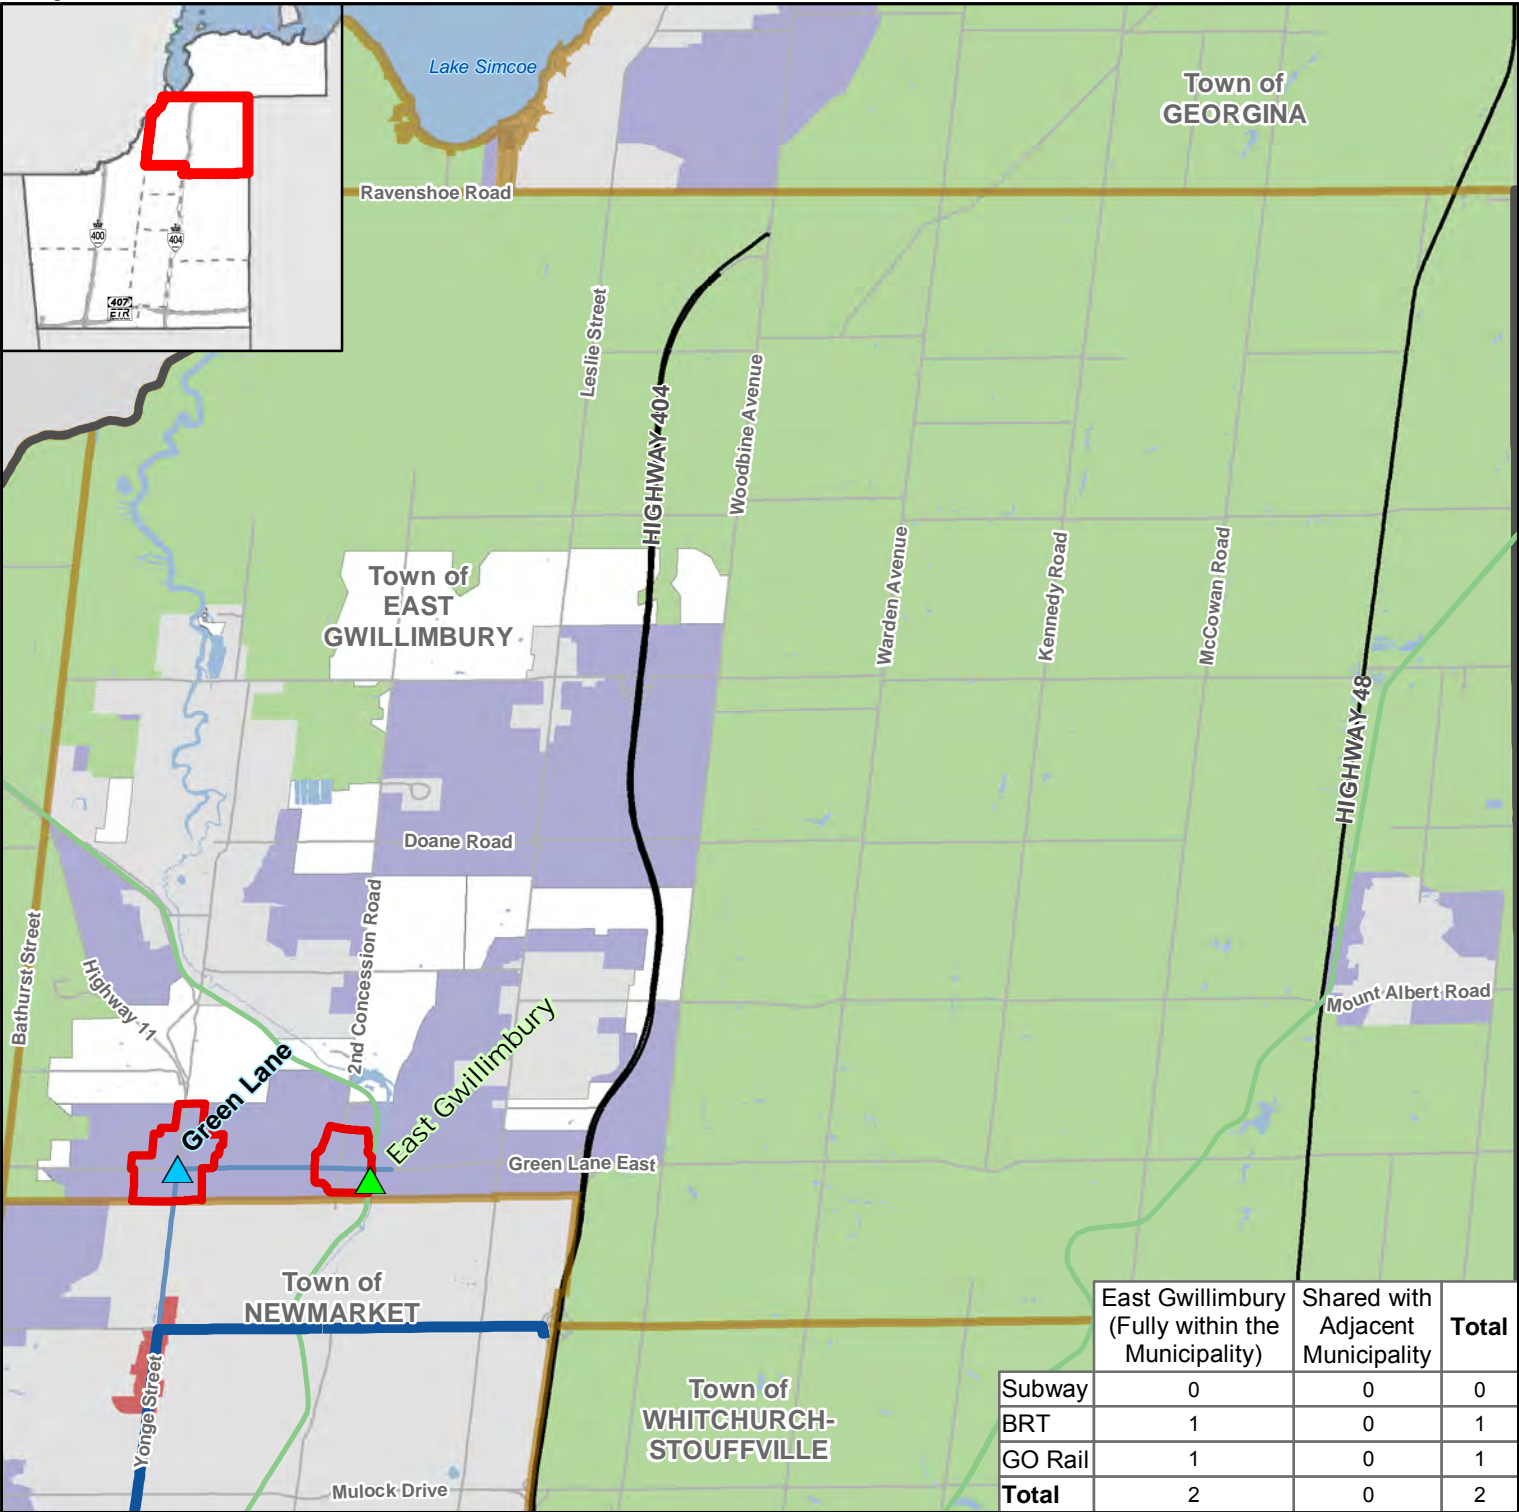 Lake Simcoe
Town of
GEORGINA
Ravenshoe Road
400
404
407
ETR
Leslie Street
HIGHWAY 404
Woodbine Avenue
Town of
EAST
GWILLIMBURY
Warden Avenue
Kennedy Road
McCowan Road
HIGHWAY 48
Doane Road
2nd Concession Road
Bathurst Street
Highway 11
Mount Albert Road
Green Lane
East Gwillimbury
Green Lane East
Town of
NEWMARKET
Yonge Street
Mulock Drive
Town of
WHITCHURCH-
STOUFFVILLE
East Gwillimbury
(Fully within the
Municipality)
Shared with
Adjacent
Municipality
Total
Subway 0 0 0
BRT 1 0 1
GO Rail 1 0 1
Total 2 0 2